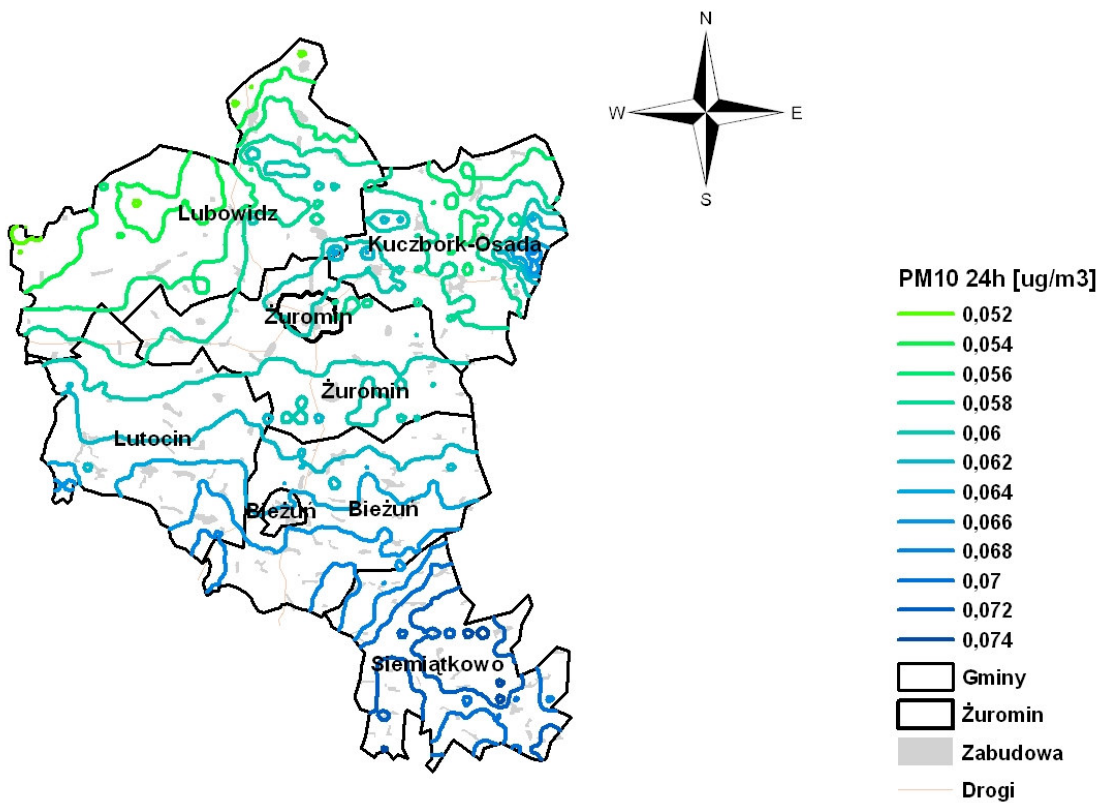 N
W
E
S
Lubowidz
Kuczbork-Osada
Żuromin
Żuromin
Lutocin
Bieżuń
Bieżuń
Siemiątkowo
PM10 24h [ug/m3]
0,052
0,054
0,056
0,058
0,06
0,062
0,064
0,066
0,068
0,07
0,072
0,074
Gminy
Żuromin
Zabudowa
Drogi